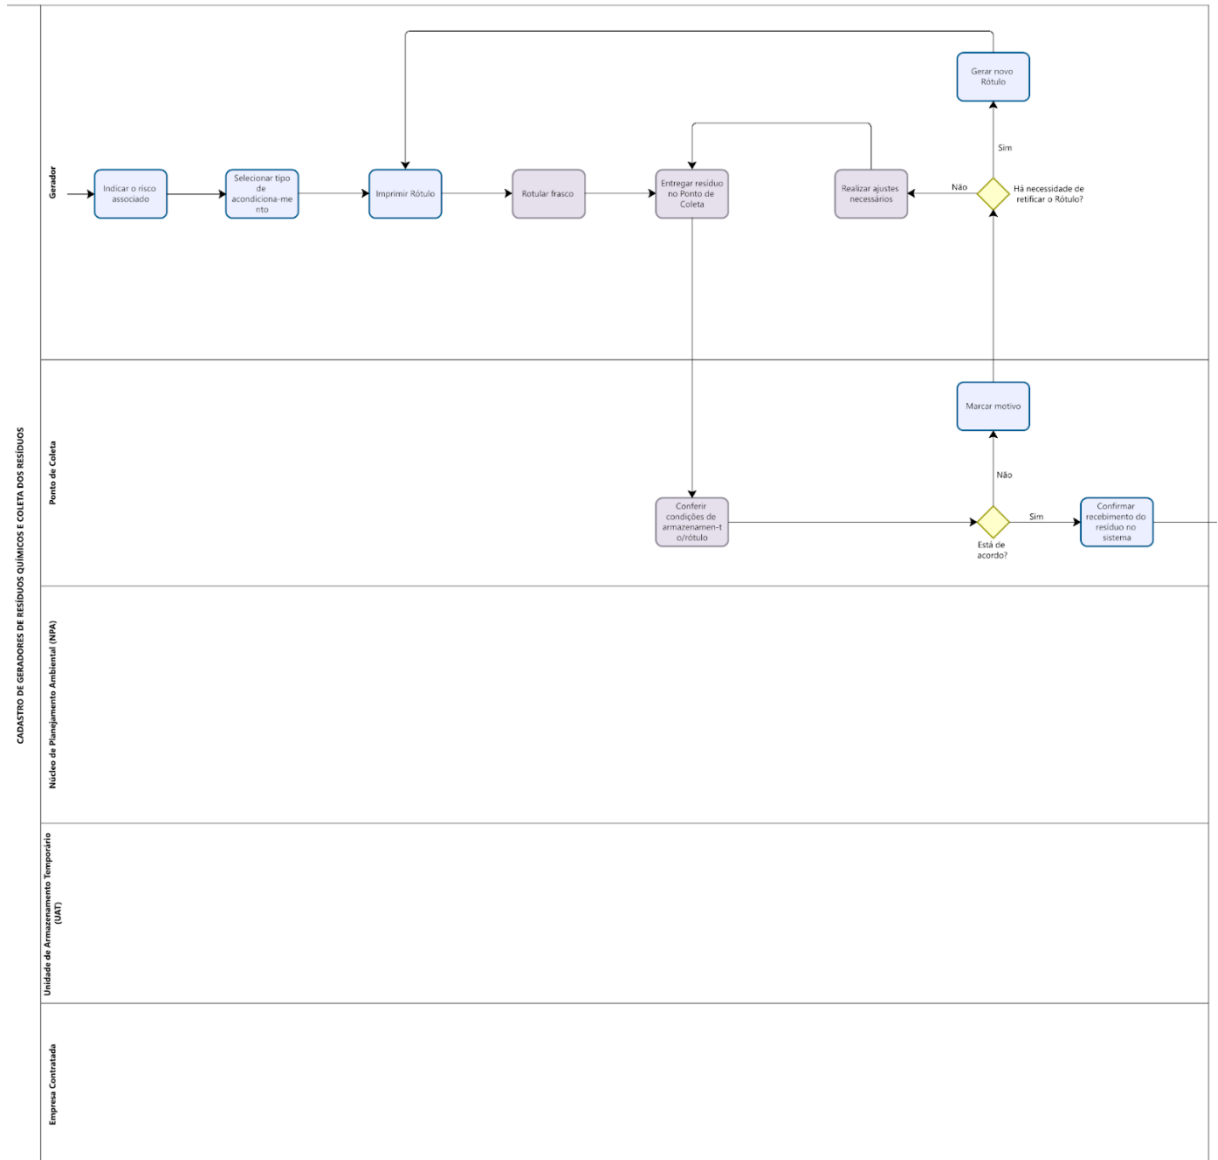 CADASTRO DE GERADORES DE RESÍDUOS QUÍMICOS E COLETA DOS RESÍDUOS
Gerador
Indicar o risco
associado
Selecionar tipo
de
acondiciona-me
nto
Imprimir Rótulo
Rotular frasco
Entregar resíduo
no Ponto de
Coleta
Realizar ajustes
necessários
Não
Há necessidade de
retificar o Rótulo?
Sim
Gerar novo
Rótulo
Ponto de Coleta
Marcar motivo
Não
Conferir
condições de
armazenamen-t
o/rótulo
Está de
acordo?
Sim
Confirmar
recebimento do
resíduo no
sistema
Núcleo de Planejamento Ambiental (NPA)
Unidade de Armazenamento Temporário
(UAT)
Empresa Contratada